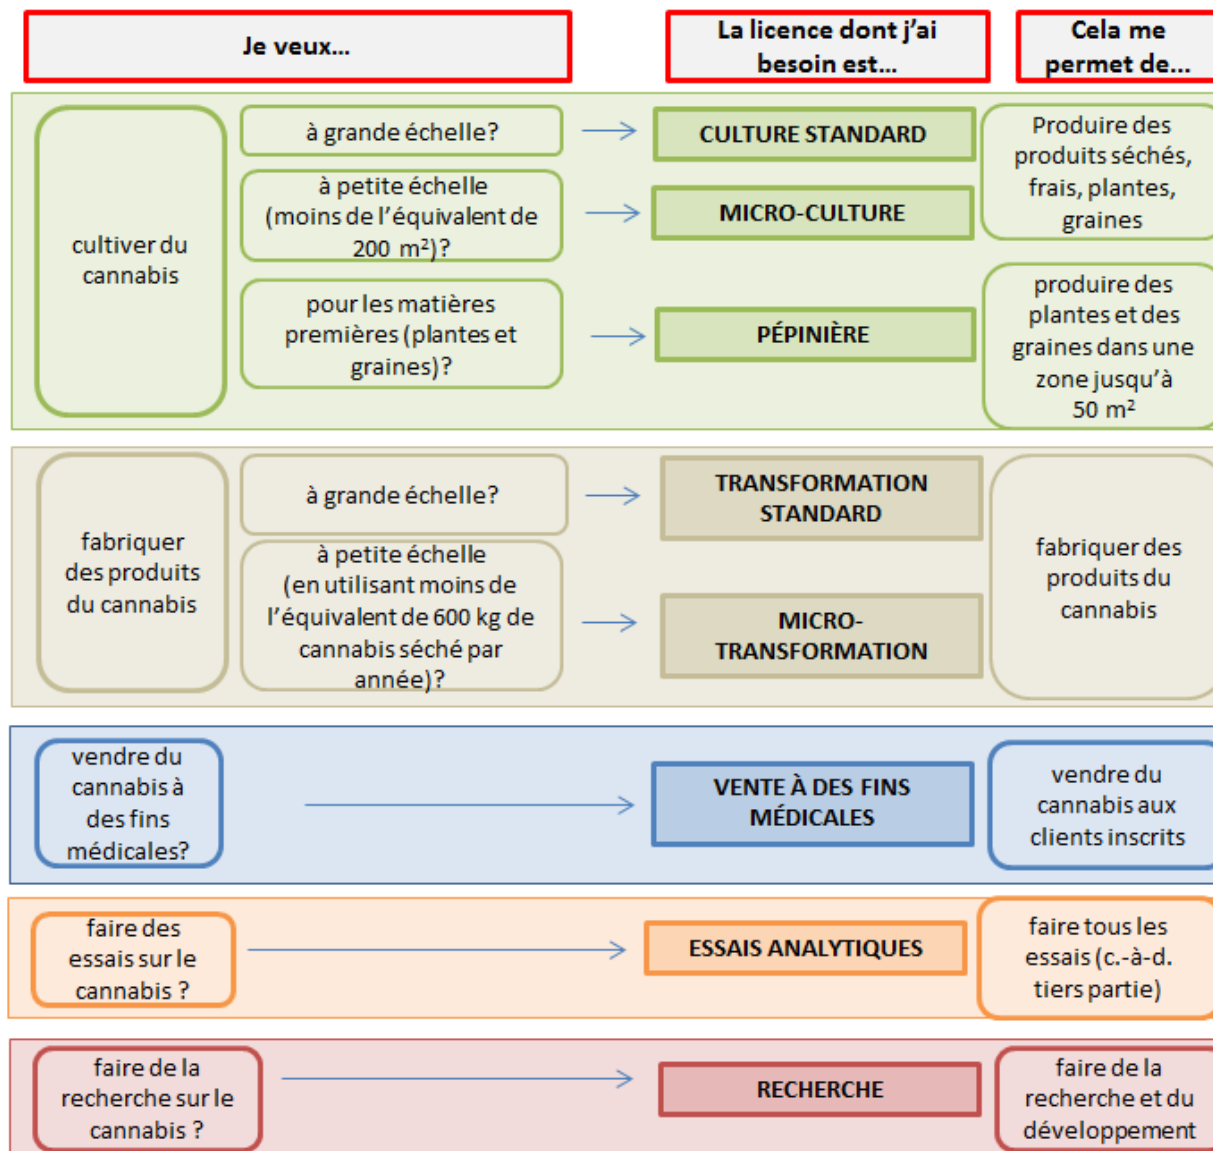 Je veux…
La licence dont j'ai
besoin est…
Cela me
permet de...
cultiver du
cannabis
à grande échelle?
CULTURE STANDARD
Produire des
produits séchés,
frais, plantes,
graines
à petite échelle
(moins de l'équivalent de
200 m²)?
MICRO-CULTURE
pour les matières
premières (plantes et
graines)?
PÉPINIÈRE
produire des
plantes et des
graines dans une
zone jusqu'à
50 m²
fabriquer
des produits
du cannabis
à grande échelle?
TRANSFORMATION
STANDARD
à petite échelle
(en utilisant moins de
l'équivalent de 600 kg de
cannabis séché par
année)?
MICRO-
TRANSFORMATION
fabriquer des
produits du
cannabis
vendre du
cannabis à
des fins
médicales?
VENTE À DES FINS
MÉDICALES
vendre du
cannabis aux
clients inscrits
faire des
essais sur le
cannabis ?
ESSAIS ANALYTIQUES
faire tous les
essais (c.-à-d.
tiers partie)
faire de la
recherche sur le
cannabis ?
RECHERCHE
faire de la
recherche et du
développement